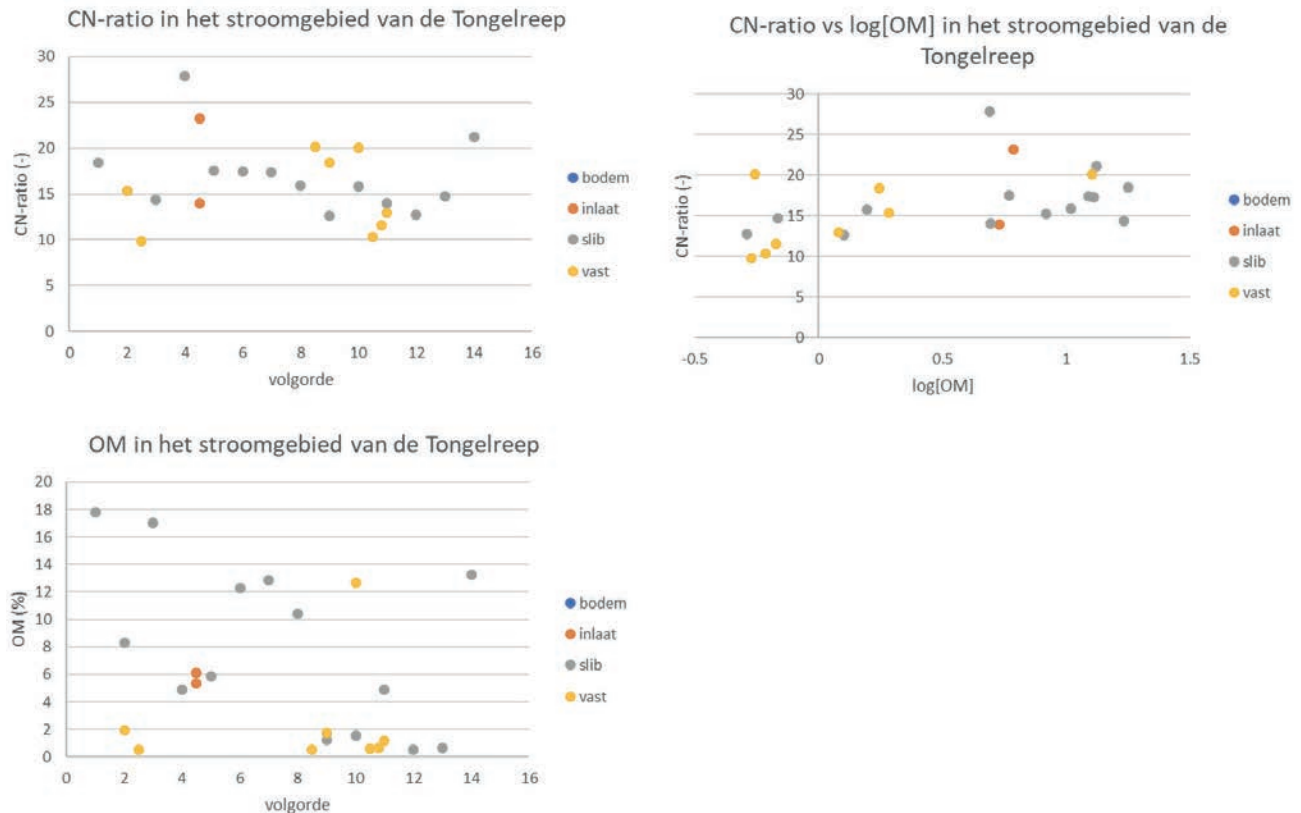 CN-ratio in het stroomgebied van de Tongelreep
30
25
20
15
10
5
0
CN-ratio (-)
0 2 4 6 8 10 12 14 16
volgorde
bodem
inlaat
slib
vast
CN-ratio vs log[OM] in het stroomgebied van de
Tongelreep
30
25
20
15
10
5
0
CN-ratio (-)
-0.5 0 0.5 1 1.5
log[OM]
bodem
inlaat
slib
vast
OM in het stroomgebied van de Tongelreep
20
18
16
14
12
10
8
6
4
2
0
OM (%)
0 2 4 6 8 10 12 14 16
volgorde
bodem
inlaat
slib
vast